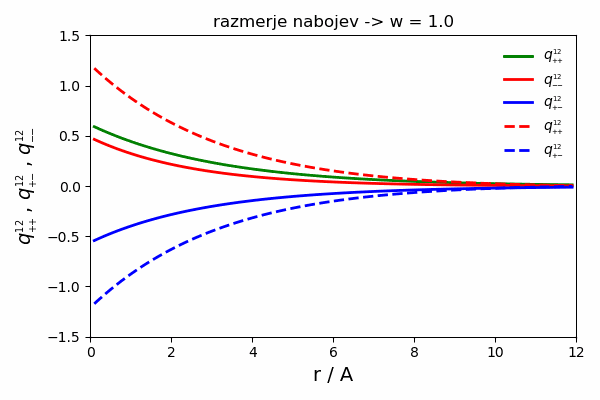 razmerje nabojev -> w = 1.0
1.5
1.0
0.5
0.0
−0.5
−1.0
−1.5
q¹²₊₊ , q¹²₊₋ , q¹²₋₋
q¹²₊₊
q¹²₋₋
q¹²₊₋
q¹²₊₊
q¹²₊₋
0 2 4 6 8 10 12
r / A